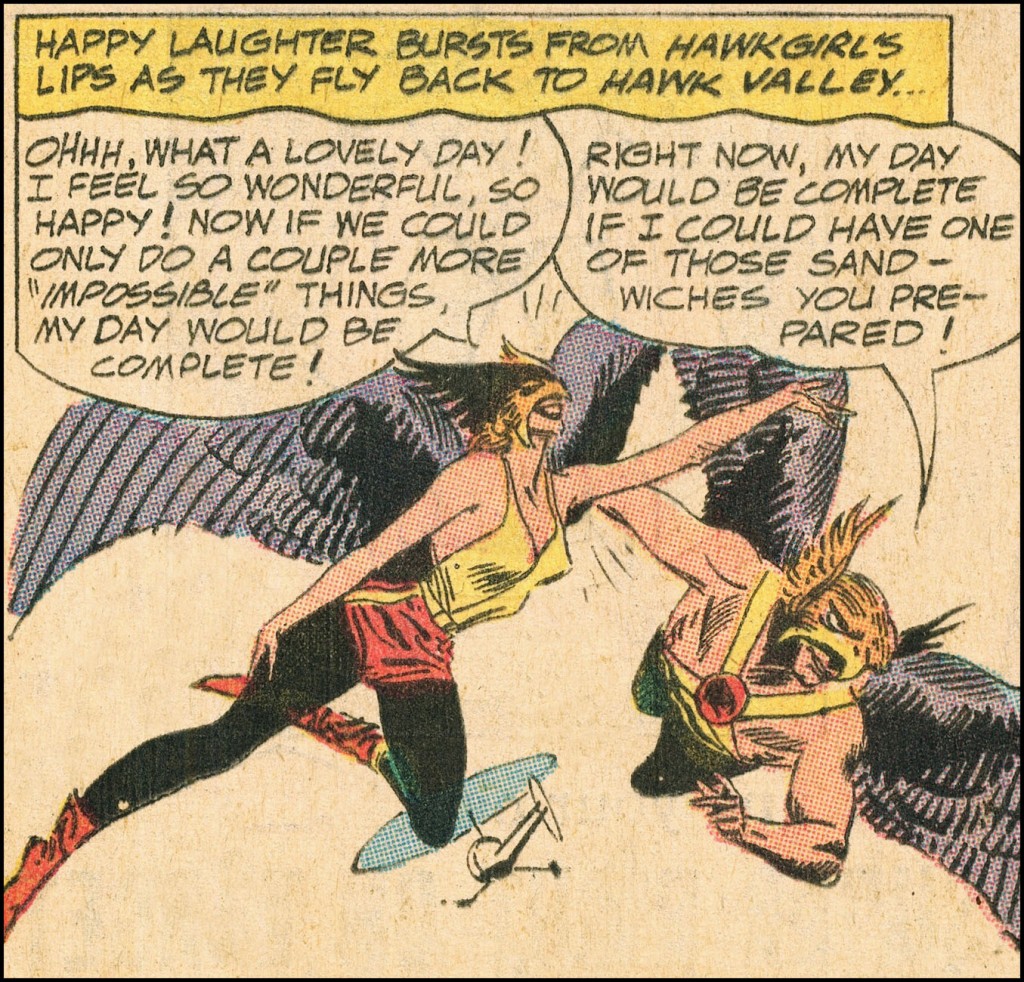 HAPPY LAUGHTER BURSTS FROM HAWKGIRL'S
LIPS AS THEY FLY BACK TO HAWK VALLEY...
OHHH, WHAT A LOVELY DAY!
I FEEL SO WONDERFUL, SO
HAPPY! NOW IF WE COULD
ONLY DO A COUPLE MORE
"IMPOSSIBLE" THINGS,
MY DAY WOULD BE
COMPLETE!
RIGHT NOW, MY DAY
WOULD BE COMPLETE
IF I COULD HAVE ONE
OF THOSE SAND-
WICHES YOU PRE-
PARED!